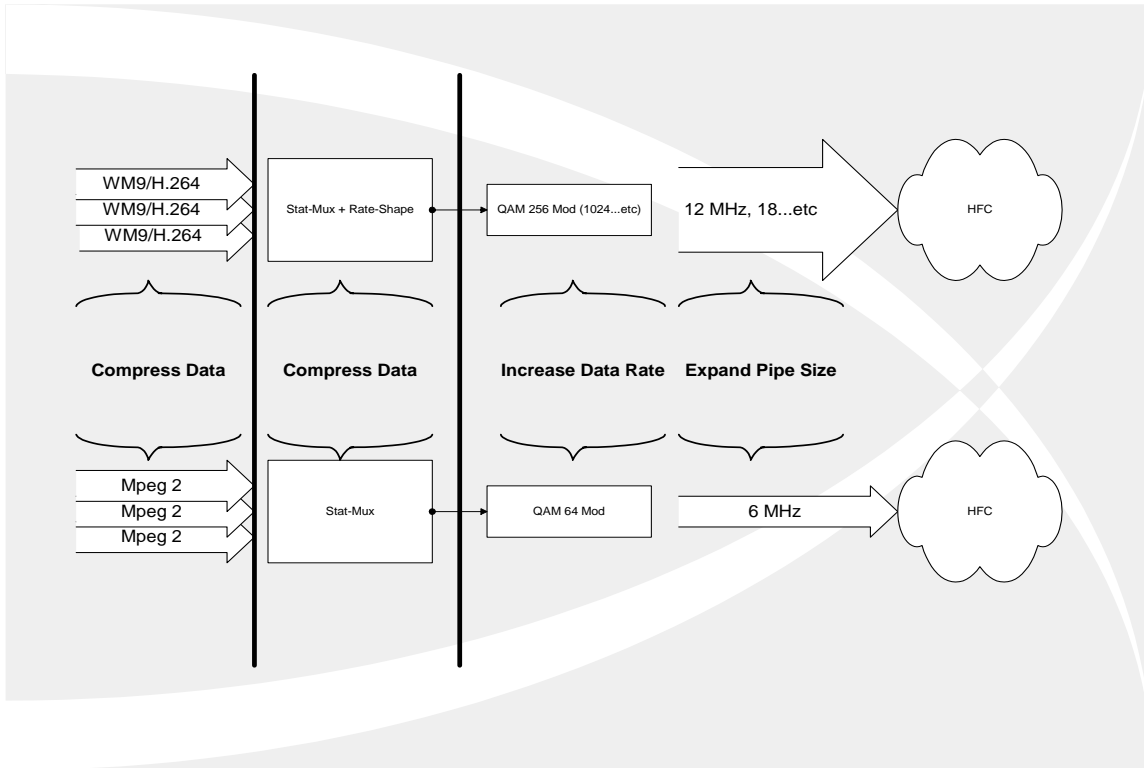 WM9/H.264
WM9/H.264
WM9/H.264
Stat-Mux + Rate-Shape
QAM 256 Mod (1024...etc)
12 MHz, 18...etc
HFC
Compress Data
Compress Data
Increase Data Rate
Expand Pipe Size
Mpeg 2
Mpeg 2
Mpeg 2
Stat-Mux
QAM 64 Mod
6 MHz
HFC